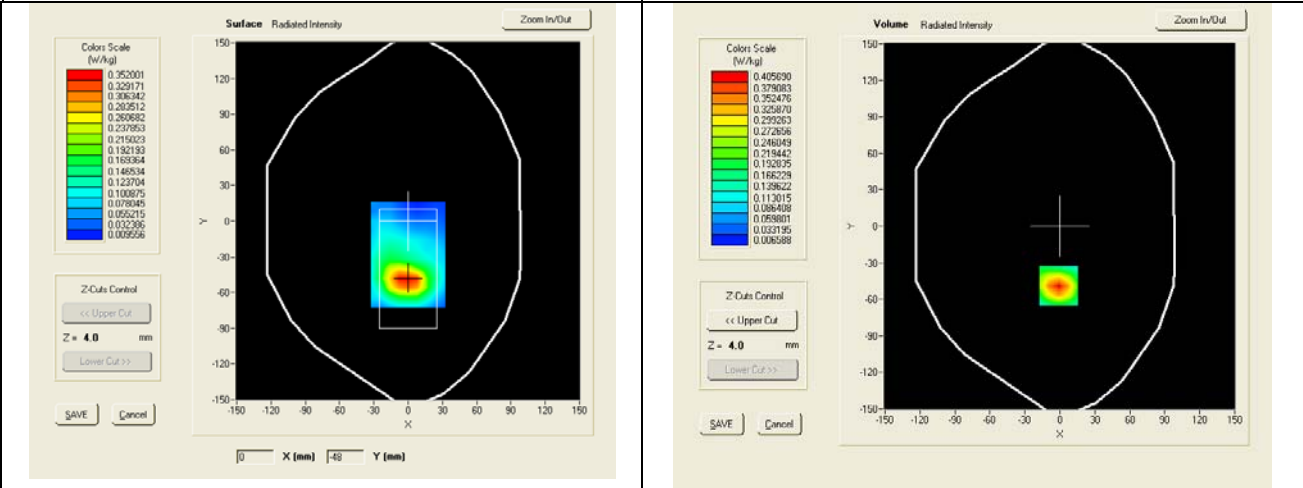 Surface Radiated Intensity
Zoom In/Out
Colors Scale
(W/kg)
0.352001
0.329171
0.306342
0.283512
0.260682
0.237853
0.215023
0.192193
0.169364
0.146534
0.123704
0.100875
0.078045
0.055215
0.032386
0.009556
150
120
90
60
30
0
-30
-60
-90
-120
-150
Y
-150 -120 -90 -60 -30 0 30 60 90 120 150
X
Z-Cuts Control
<< Upper Cut
Z = 4.0 mm
Lower Cut >>
SAVE Cancel
0 X (mm) -48 Y (mm)
Volume Radiated Intensity
Zoom In/Out
Colors Scale
(W/kg)
0.405690
0.379083
0.352476
0.325870
0.299263
0.272656
0.246049
0.219442
0.192835
0.166229
0.139622
0.113015
0.086408
0.059801
0.033195
0.006588
150
120
90
60
30
0
-30
-60
-90
-120
-150
Y
-150 -120 -90 -60 -30 0 30 60 90 120 150
X
Z-Cuts Control
<< Upper Cut
Z = 4.0 mm
Lower Cut >>
SAVE Cancel